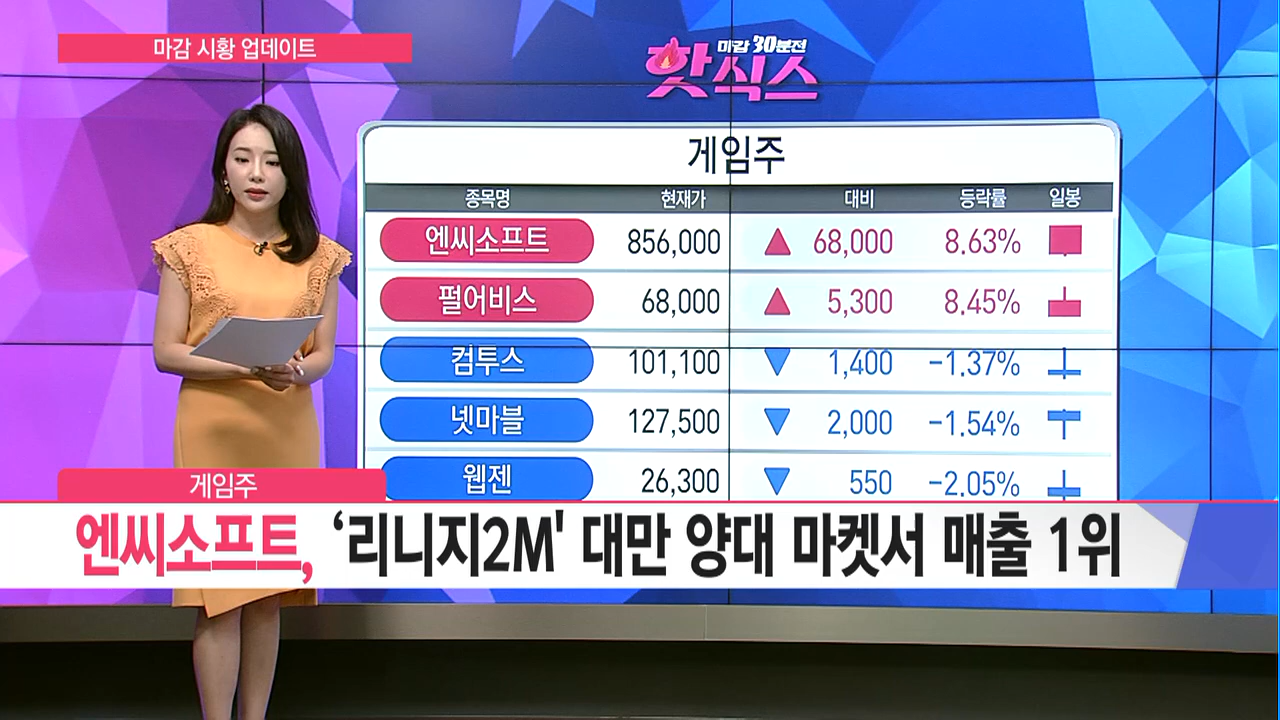 마감 시황 업데이트
마감 30분전
핫식스
게임주
종목명 현재가 대비 등락률 일봉
엔씨소프트 856,000 ▲ 68,000 8.63%
펄어비스 68,000 ▲ 5,300 8.45%
컴투스 101,100 ▼ 1,400 -1.37%
넷마블 127,500 ▼ 2,000 -1.54%
웹젠 26,300 ▼ 550 -2.05%
게임주
엔씨소프트, ‘리니지2M' 대만 양대 마켓서 매출 1위